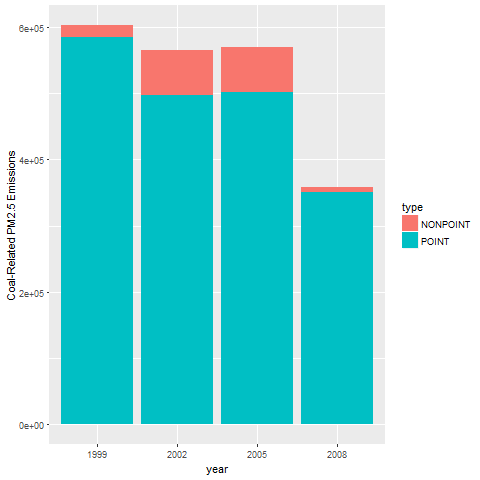 6e+05
4e+05
2e+05
0e+00
Coal-Related PM2.5 Emissions
1999 2002 2005 2008
year
type
NONPOINT
POINT